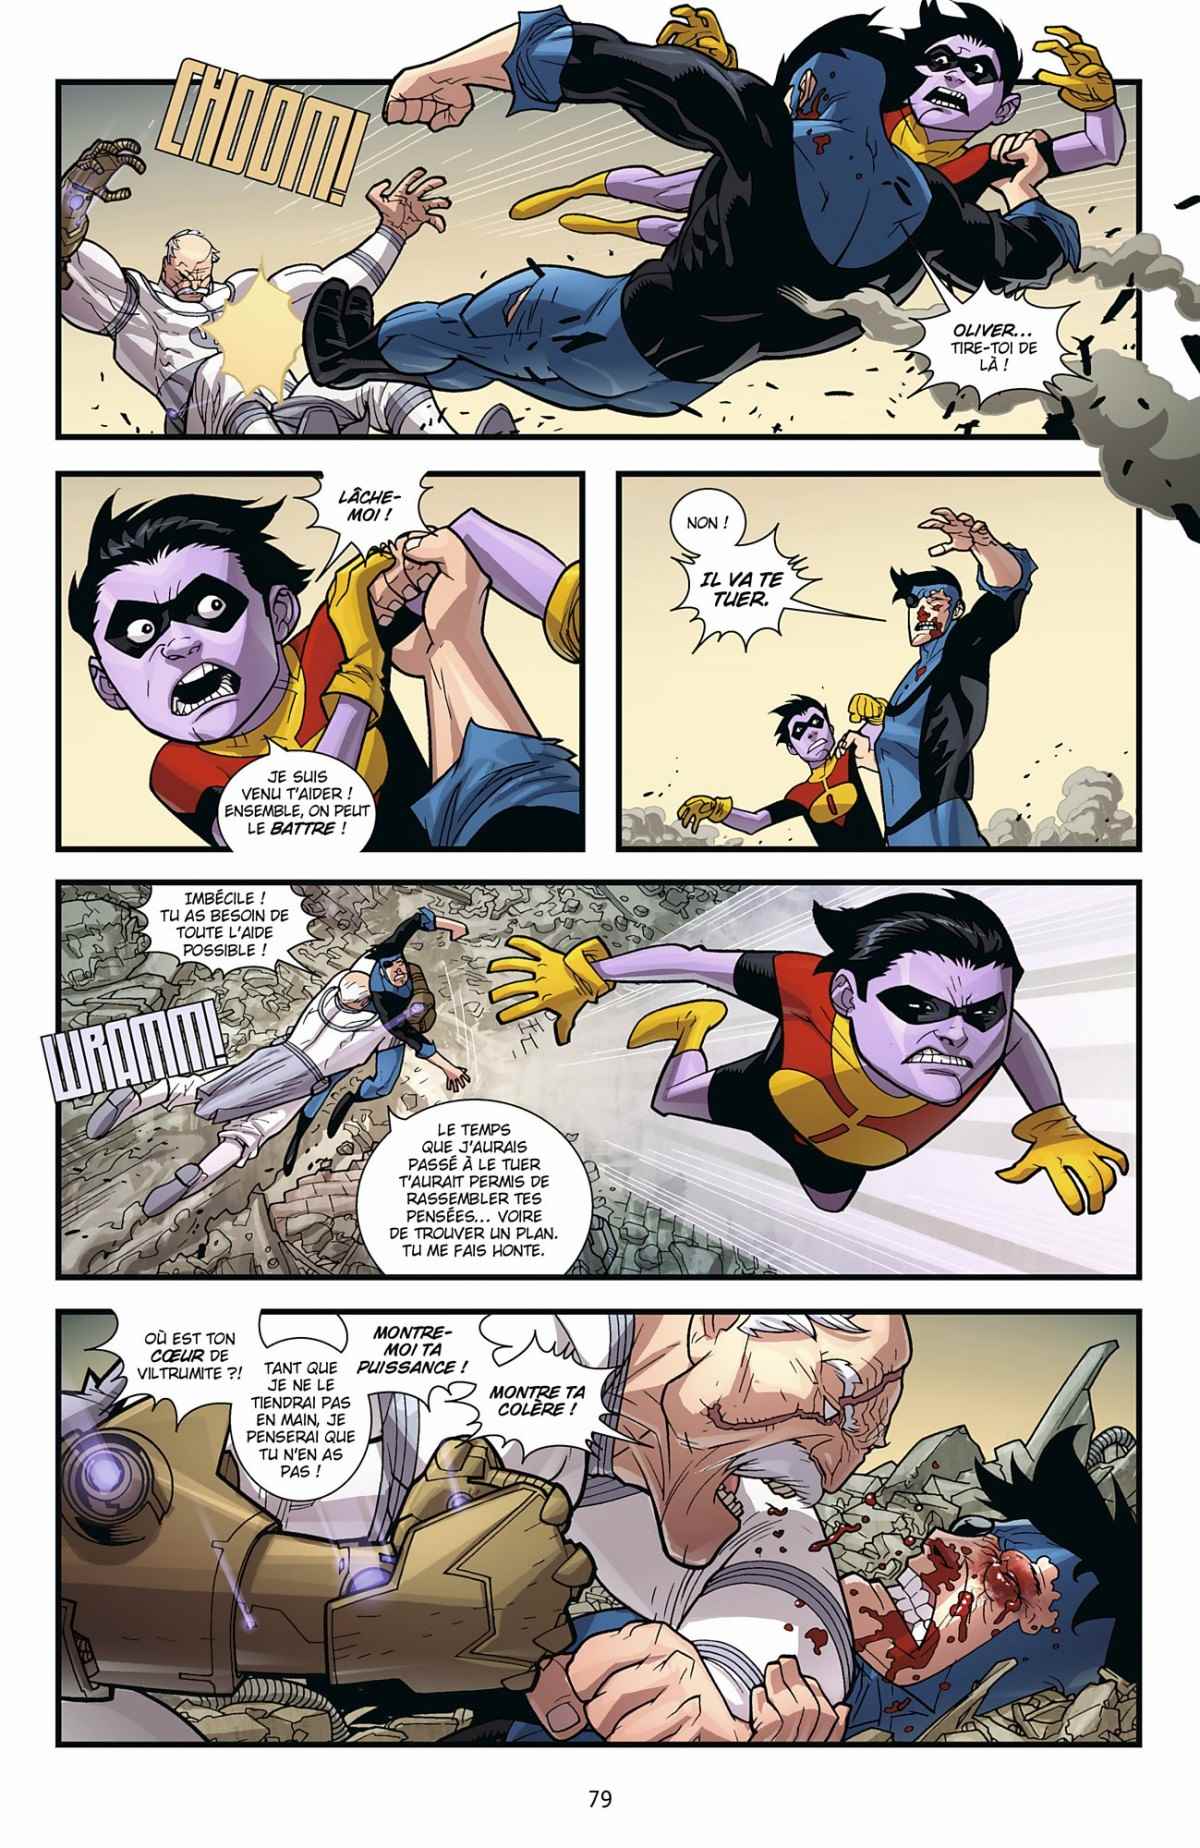 CHOOM!
OLIVER...
TIRE-TOI DE
LÀ !
LÂCHE-
MOI !
JE SUIS
VENU T'AIDER !
ENSEMBLE, ON PEUT
LE BATTRE !
NON !
IL VA TE
TUER.
IMBÉCILE !
TU AS BESOIN DE
TOUTE L'AIDE
POSSIBLE !
WRAMM!
LE TEMPS
QUE J'AURAIS
PASSÉ À LE TUER
T'AURAIT PERMIS DE
RASSEMBLER TES
PENSÉES... VOIRE
DE TROUVER UN PLAN.
TU ME FAIS HONTE.
OÙ EST TON
CŒUR DE
VILTRUMITE ?!
TANT QUE
JE NE LE
TIENDRAI PAS
EN MAIN, JE
PENSERAI QUE
TU N'EN AS
PAS !
MONTRE-
MOI TA
PUISSANCE !
MONTRE TA
COLÈRE !
79